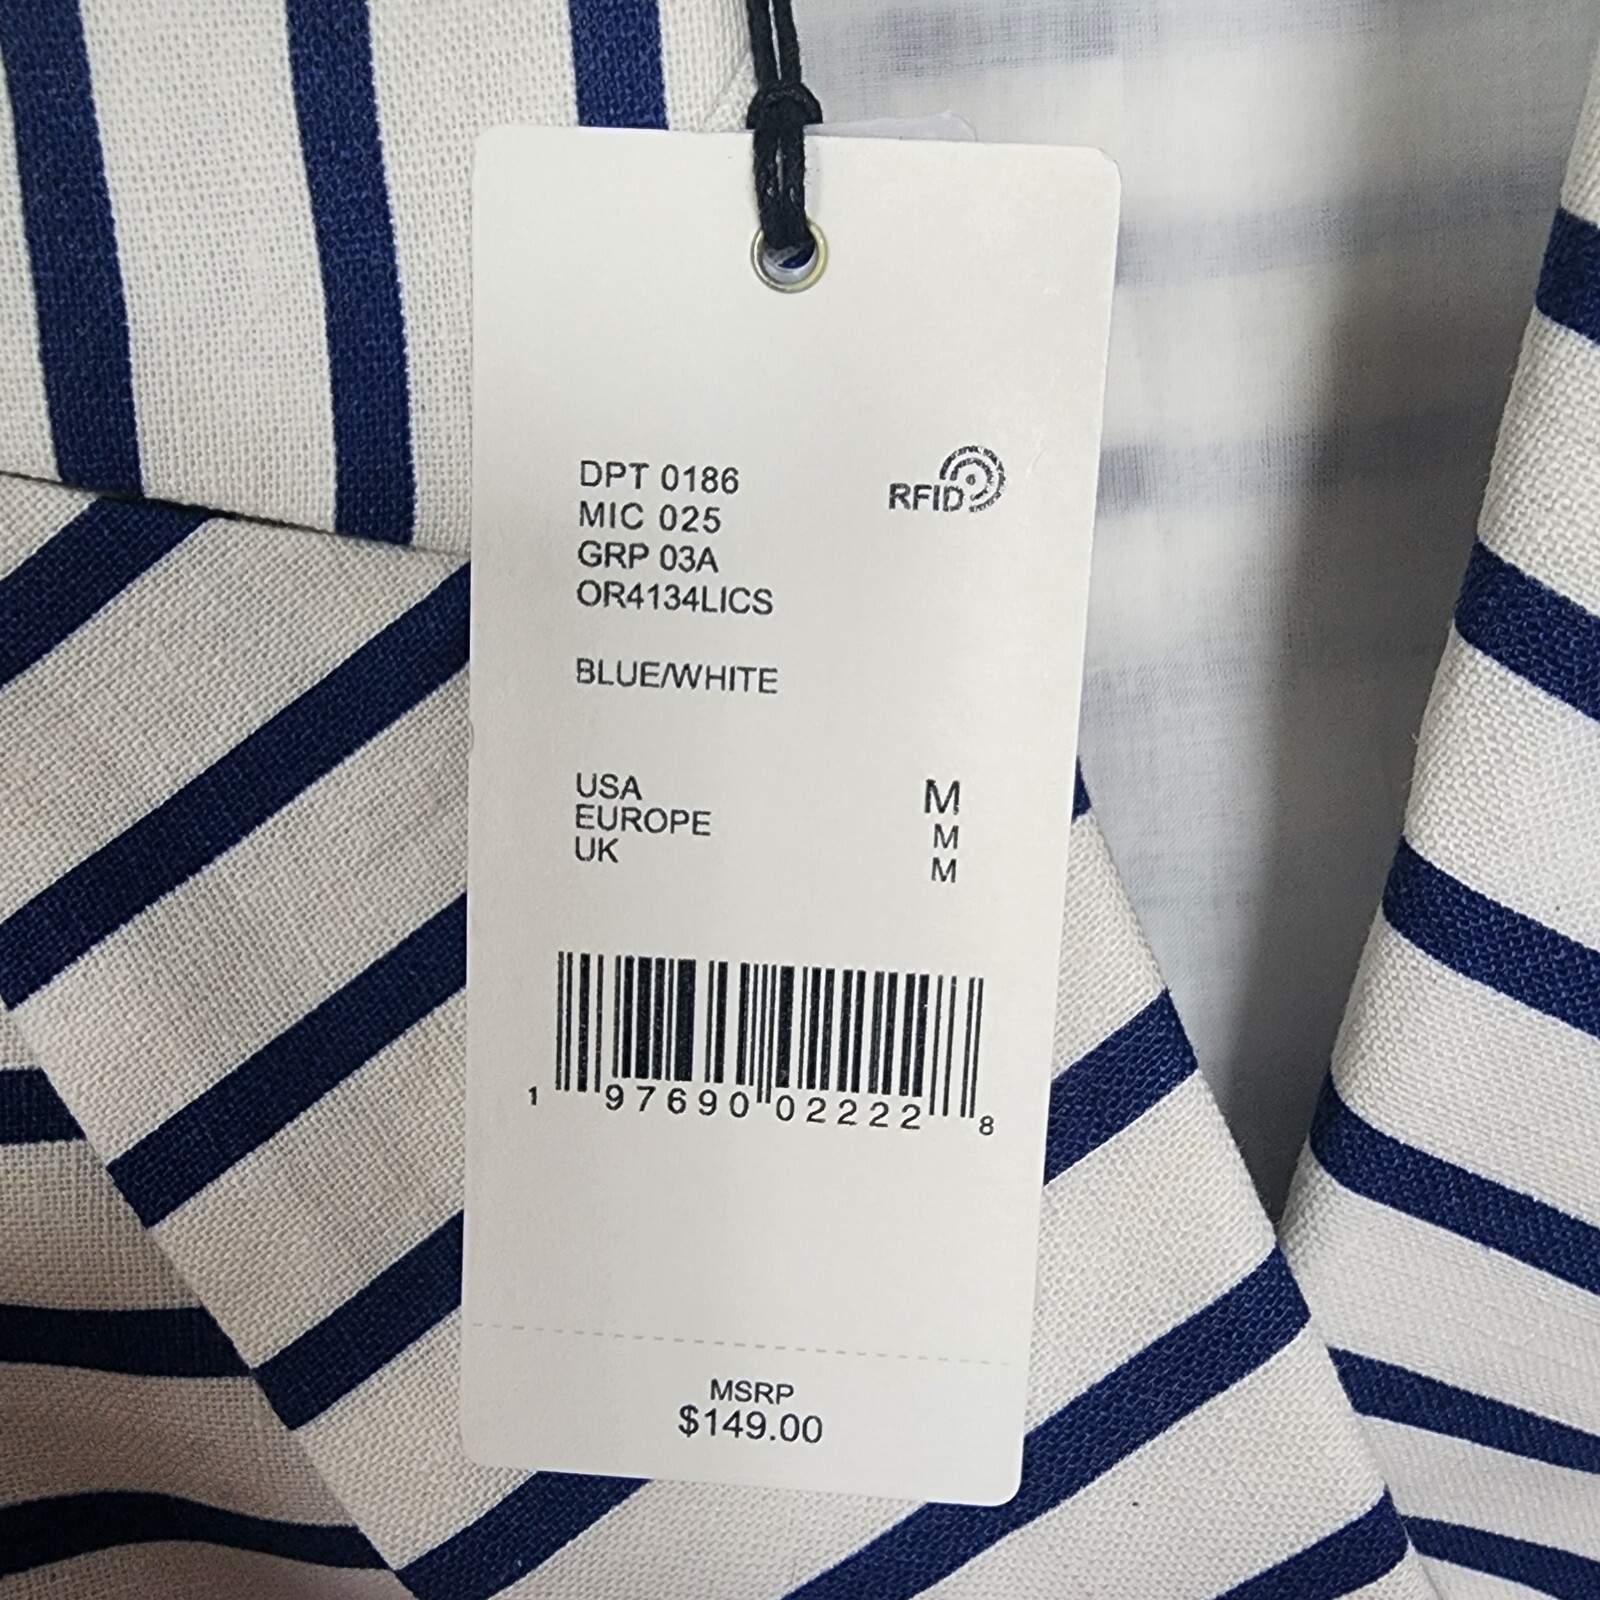 DPT 0186
RFID
MIC 025
GRP 03A
OR4134LICS
BLUE/WHITE
USA M
EUROPE M
UK M
1 97690 02222 8
MSRP
$149.00